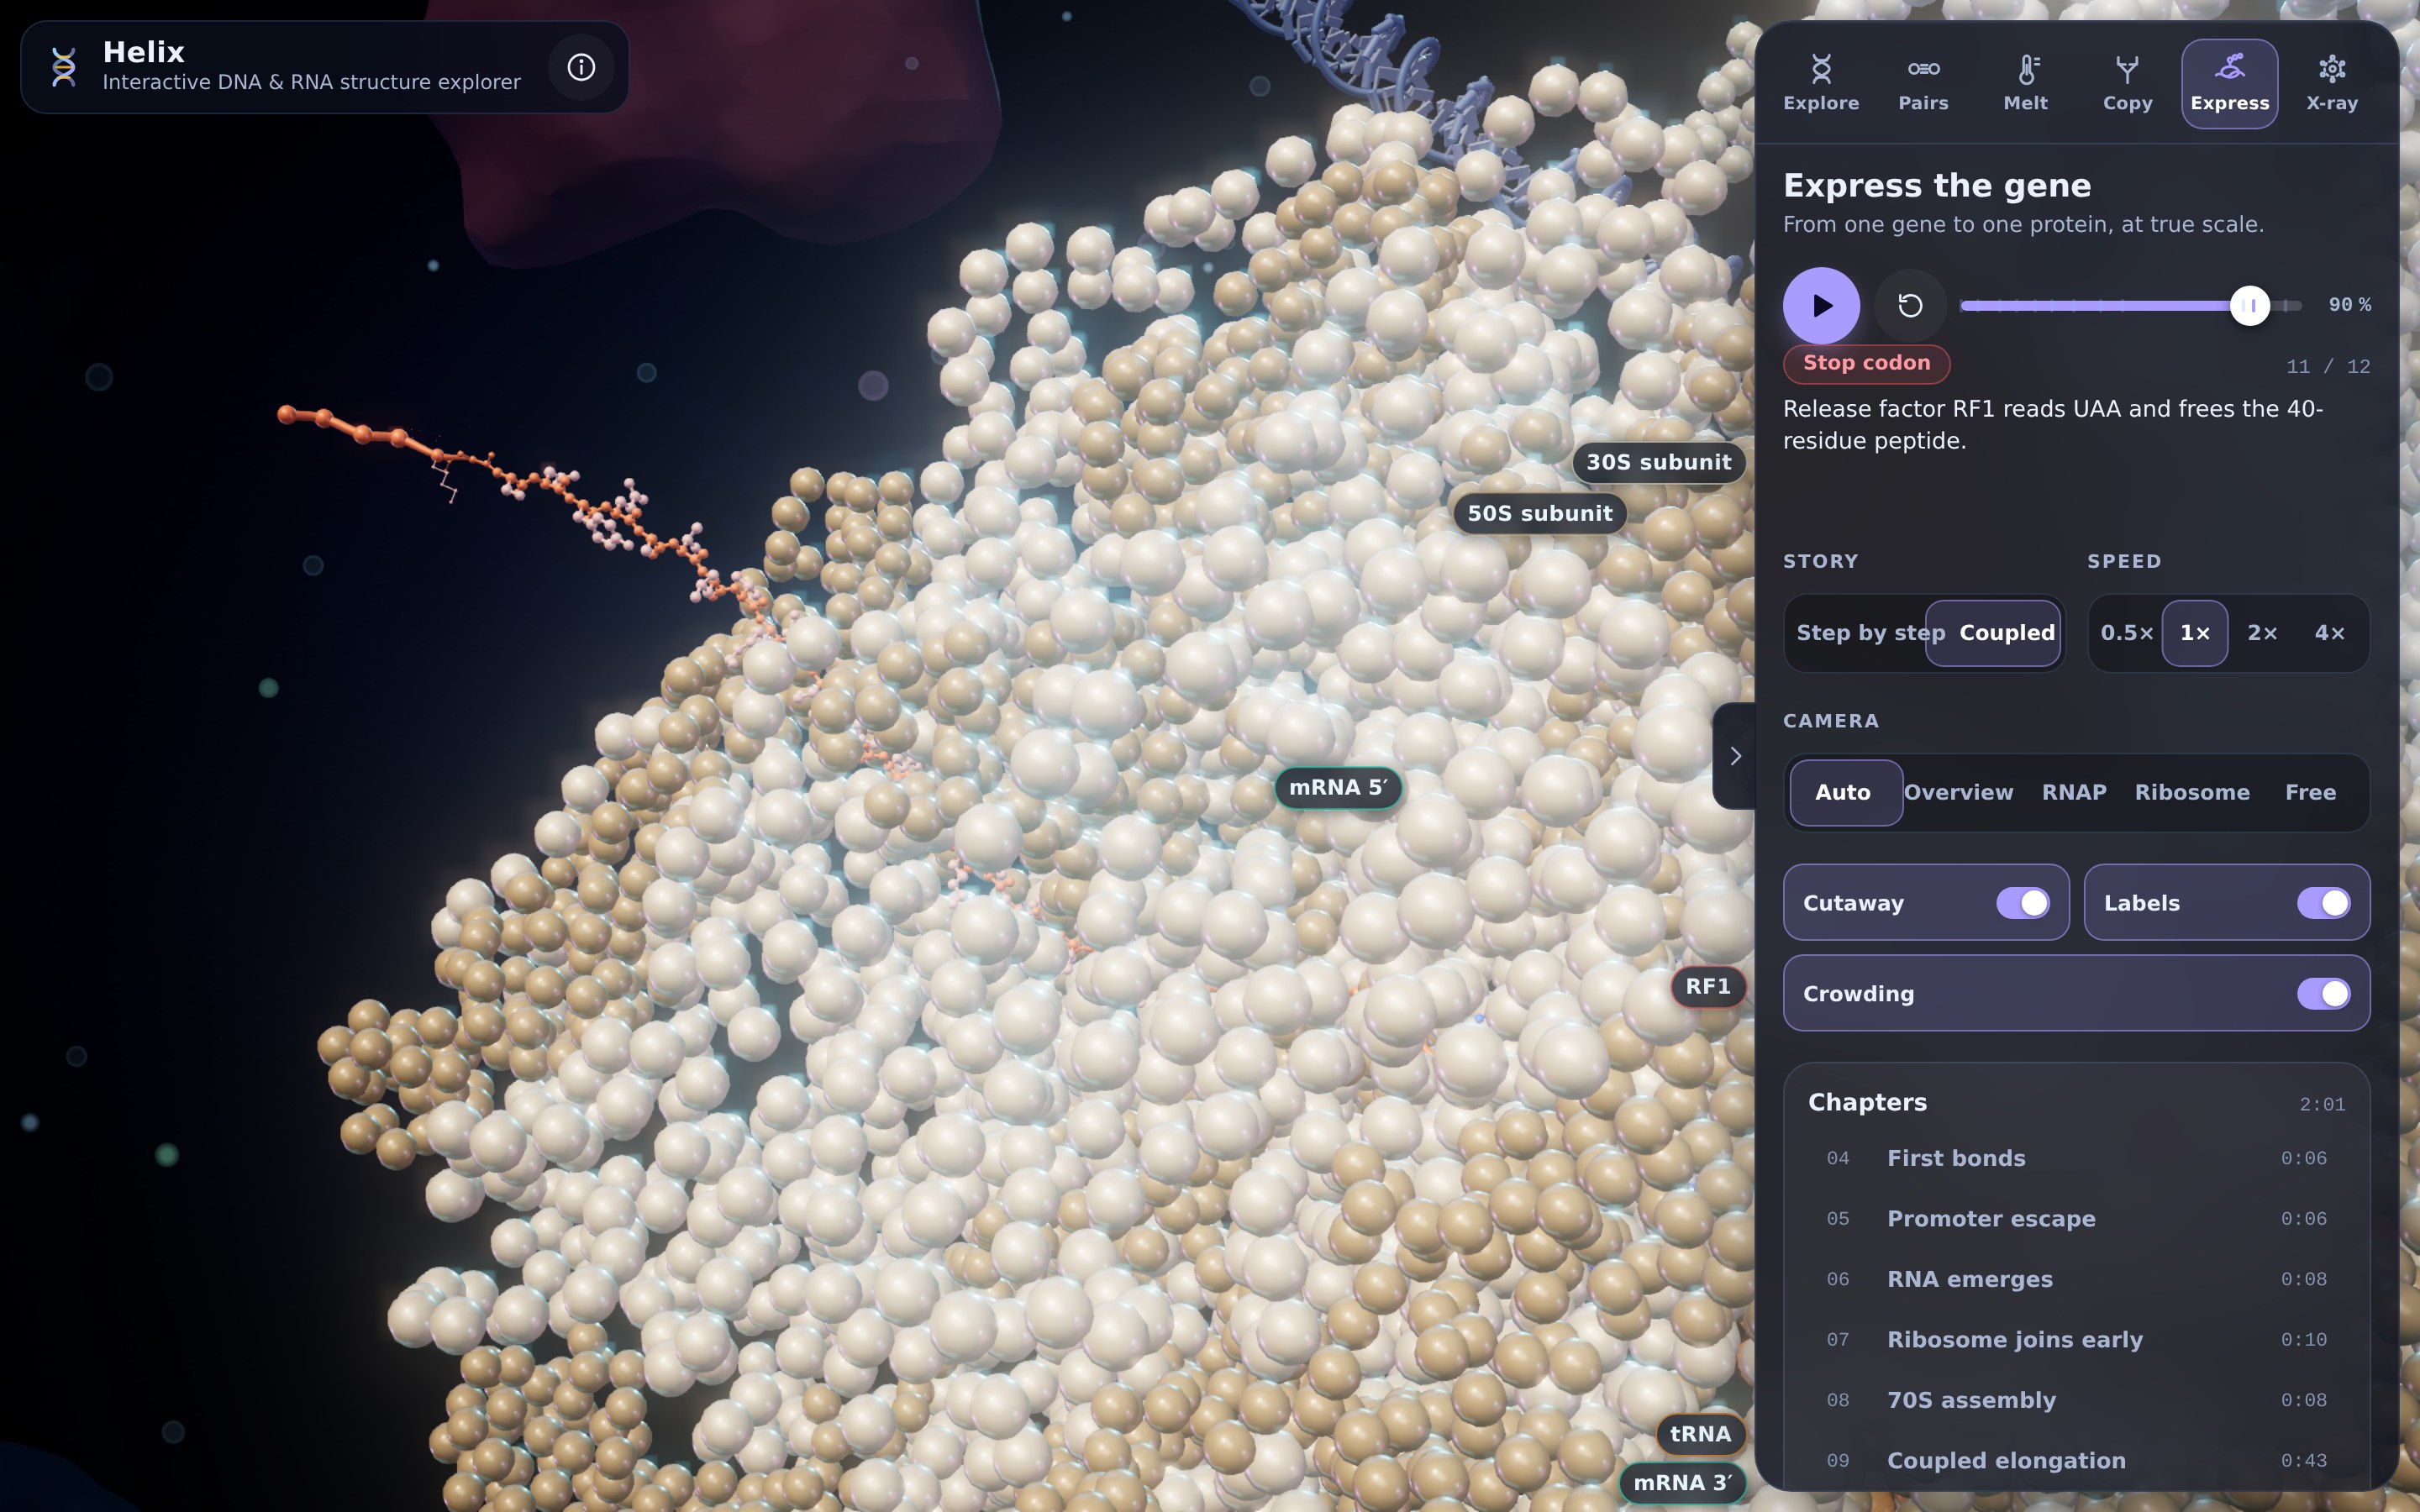 Helix
Interactive DNA & RNA structure explorer
Explore
Pairs
Melt
Copy
Express
X-ray
Express the gene
From one gene to one protein, at true scale.
90 %
Stop codon
11 / 12
Release factor RF1 reads UAA and frees the 40-
residue peptide.
STORY
SPEED
Step by step
Coupled
0.5×
1×
2×
4×
CAMERA
Auto
Overview
RNAP
Ribosome
Free
Cutaway
Labels
Crowding
Chapters
2:01
04 First bonds 0:06
05 Promoter escape 0:06
06 RNA emerges 0:08
07 Ribosome joins early 0:10
08 70S assembly 0:08
09 Coupled elongation 0:43
30S subunit
50S subunit
mRNA 5′
RF1
tRNA
mRNA 3′